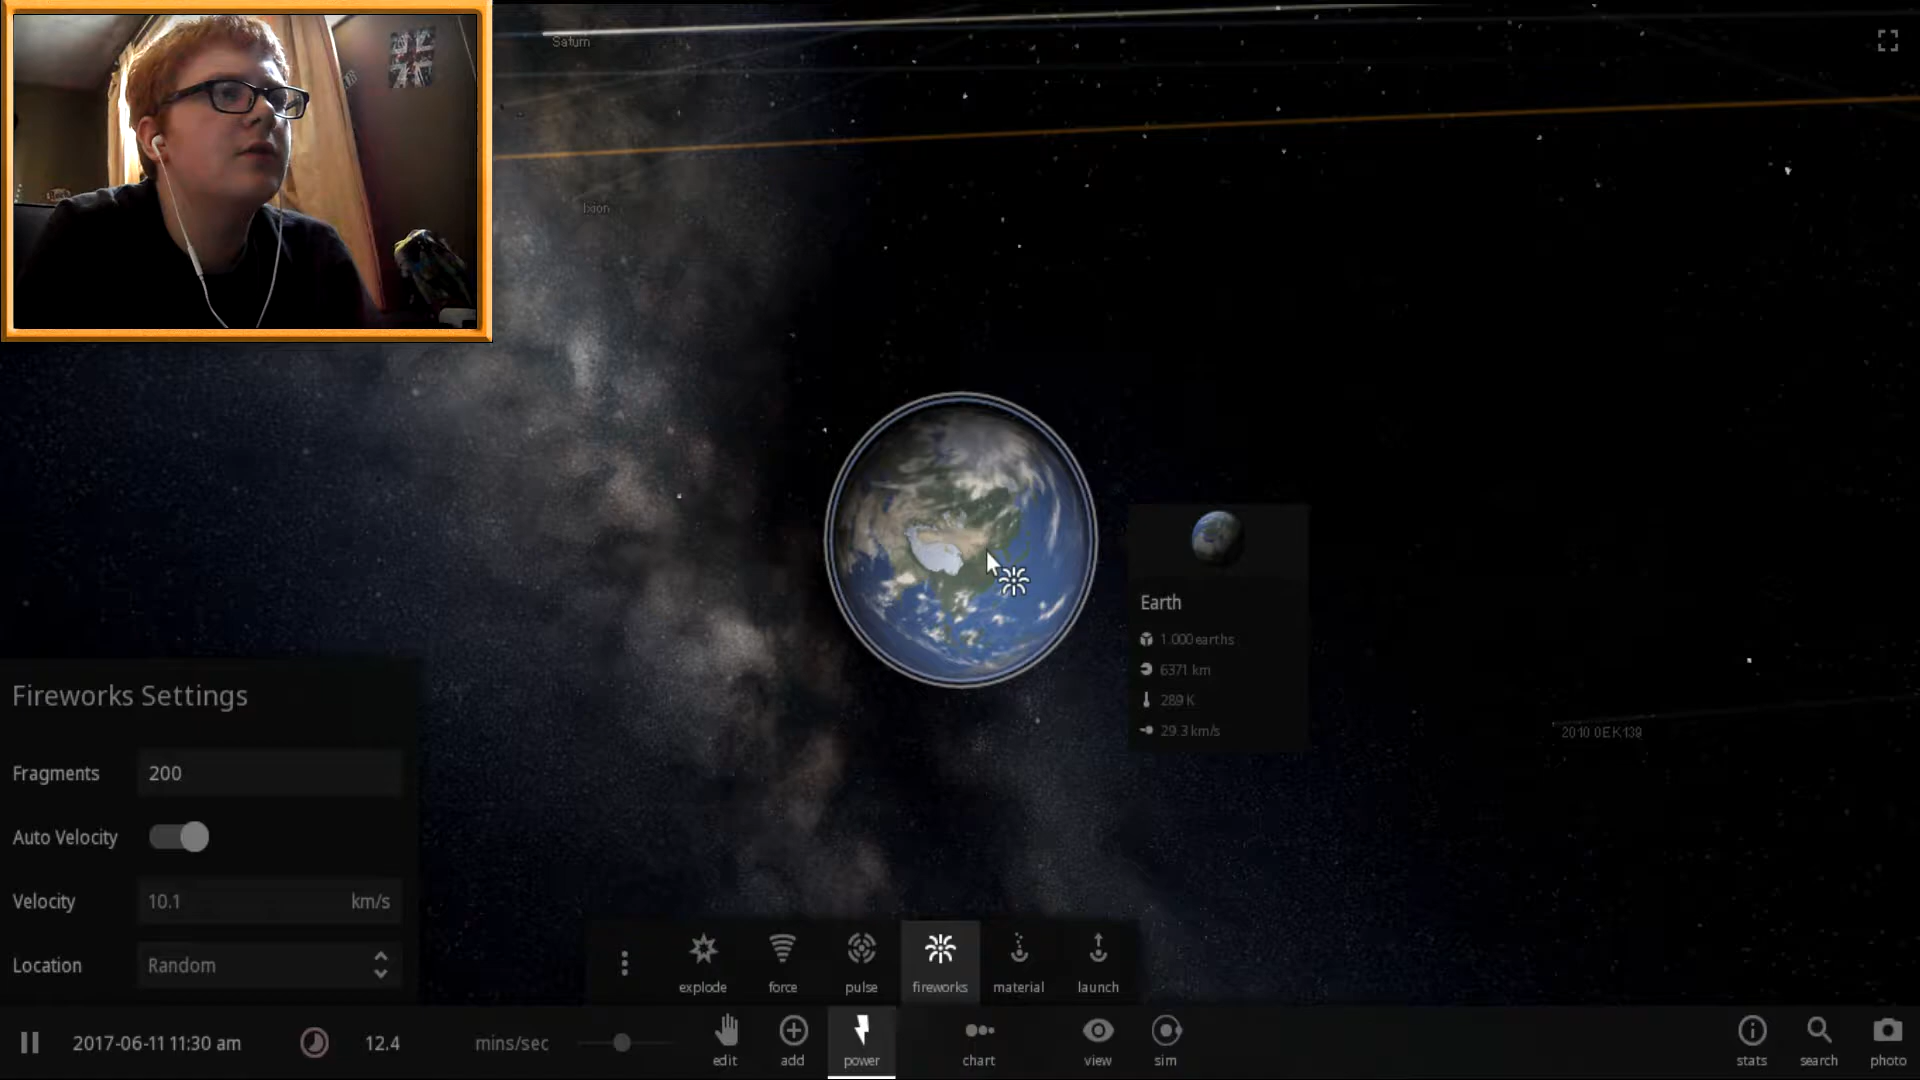 Saturn
Ixion
Earth
1.000 earths
6371 km
289 K
29.3 km/s
2010 OEK139
Fireworks Settings
Fragments 200
Auto Velocity
Velocity 10.1 km/s
Location Random
explode force pulse fireworks material launch
2017-06-11 11:30 am 12.4 mins/sec
edit add power chart view sim stats search photo